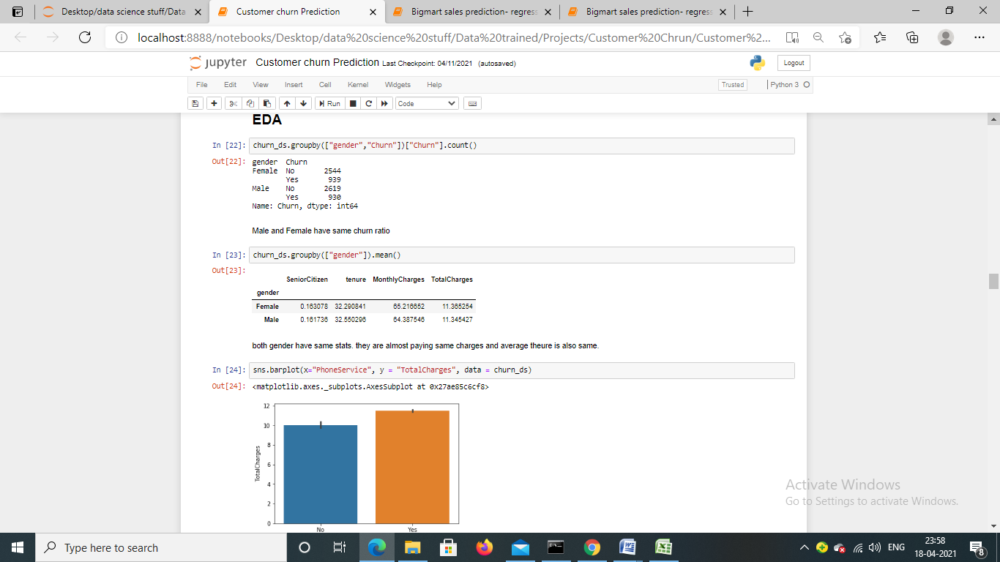 Desktop/data science stuff/Data
Customer churn Prediction
Bigmart sales prediction- regress
Bigmart sales prediction- regress
localhost:8888/notebooks/Desktop/data%20science%20stuff/Data%20trained/Projects/Customer%20Chrun/Customer%2...
jupyter Customer churn Prediction Last Checkpoint: 04/11/2021 (autosaved)
Logout
File Edit View Insert Cell Kernel Widgets Help
Trusted
Python 3
Run
Code
EDA
In [22]: churn_ds.groupby(["gender","Churn"])["Churn"].count()
Out[22]: gender Churn
Female No 2544
Yes 939
Male No 2619
Yes 930
Name: Churn, dtype: int64
Male and Female have same churn ratio
In [23]: churn_ds.groupby(["gender"]).mean()
Out[23]:
SeniorCitizen tenure MonthlyCharges TotalCharges
gender
Female 0.163078 32.290841 65.216652 11.365254
Male 0.161736 32.550296 64.387546 11.345427
both gender have same stats. they are almost paying same charges and average theure is also same.
In [24]: sns.barplot(x="PhoneService", y = "TotalCharges", data = churn_ds)
Out[24]: <matplotlib.axes._subplots.AxesSubplot at 0x27ae85c6cf8>
12
10
8
6
4
2
0
TotalCharges
No Yes
Activate Windows
Go to Settings to activate Windows.
Type here to search
ENG
23:58
18-04-2021
8